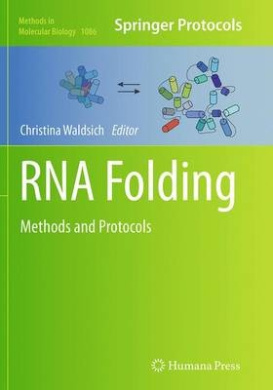 Methods in
Molecular Biology 1086
Springer Protocols
Christina Waldsich Editor
RNA Folding
Methods and Protocols
Humana Press